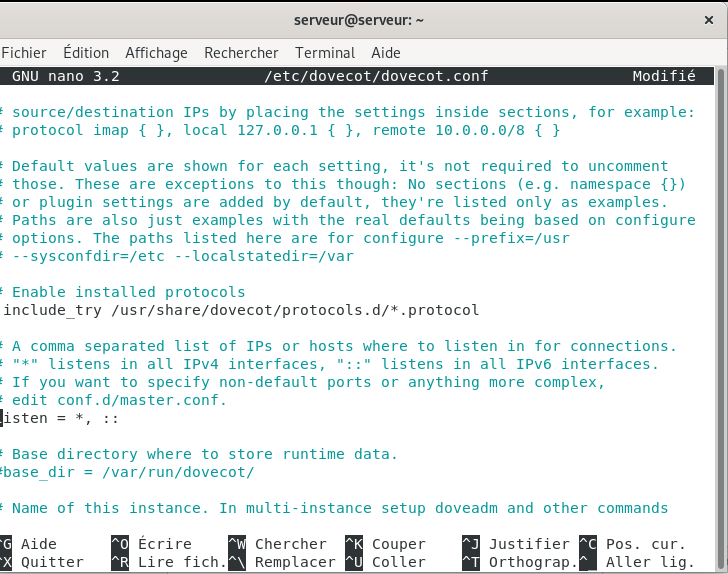 serveur@serveur: ~ ×
Fichier Édition Affichage Rechercher Terminal Aide
GNU nano 3.2 /etc/dovecot/dovecot.conf Modifié
# source/destination IPs by placing the settings inside sections, for example:
# protocol imap { }, local 127.0.0.1 { }, remote 10.0.0.0/8 { }
# Default values are shown for each setting, it's not required to uncomment
# those. These are exceptions to this though: No sections (e.g. namespace {})
# or plugin settings are added by default, they're listed only as examples.
# Paths are also just examples with the real defaults being based on configure
# options. The paths listed here are for configure --prefix=/usr
# --sysconfdir=/etc --localstatedir=/var
# Enable installed protocols
!include_try /usr/share/dovecot/protocols.d/*.protocol
# A comma separated list of IPs or hosts where to listen in for connections.
# "*" listens in all IPv4 interfaces, "::" listens in all IPv6 interfaces.
# If you want to specify non-default ports or anything more complex,
# edit conf.d/master.conf.
listen = *, ::
# Base directory where to store runtime data.
#base_dir = /var/run/dovecot/
# Name of this instance. In multi-instance setup doveadm and other commands
^G Aide ^O Écrire ^W Chercher ^K Couper ^J Justifier ^C Pos. cur.
^X Quitter ^R Lire fich. ^\ Remplacer ^U Coller ^T Orthograp. ^_ Aller lig.